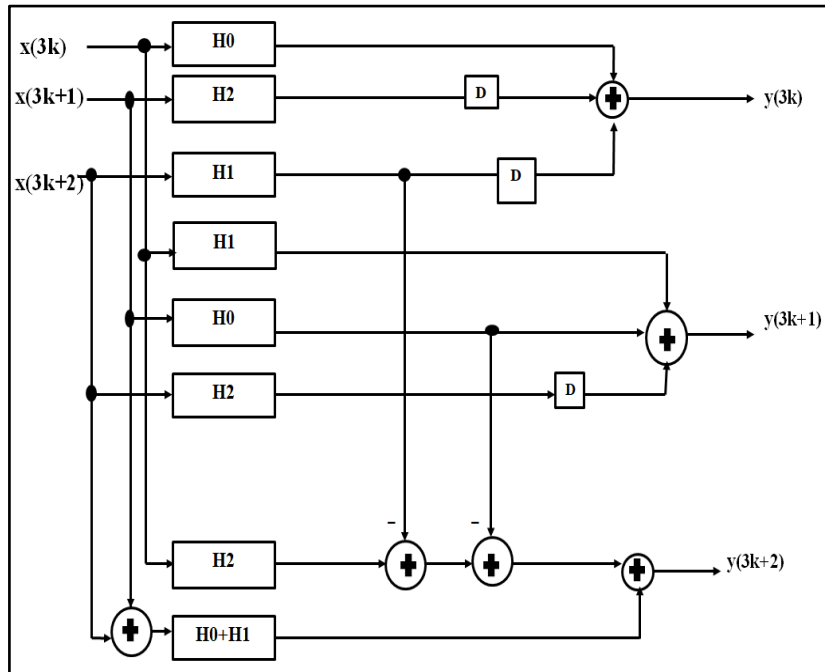 x(3k)
H0
x(3k+1)
H2
D
y(3k)
x(3k+2)
H1
D
H1
H0
y(3k+1)
H2
D
-
-
H2
y(3k+2)
H0+H1